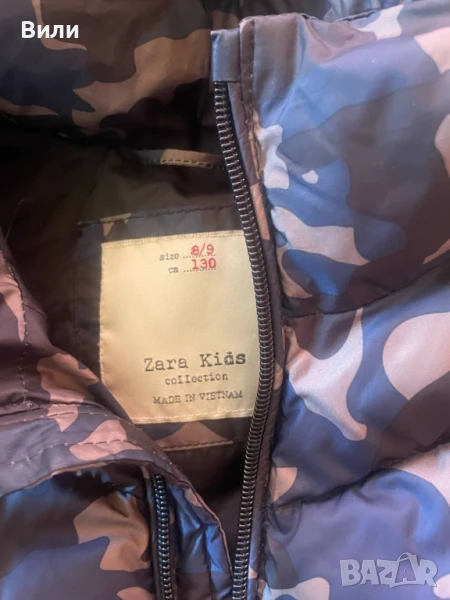 Вили
size ... 8/9
cm ... 130
Zara Kids
collection
MADE IN VIETNAM
BAZAR